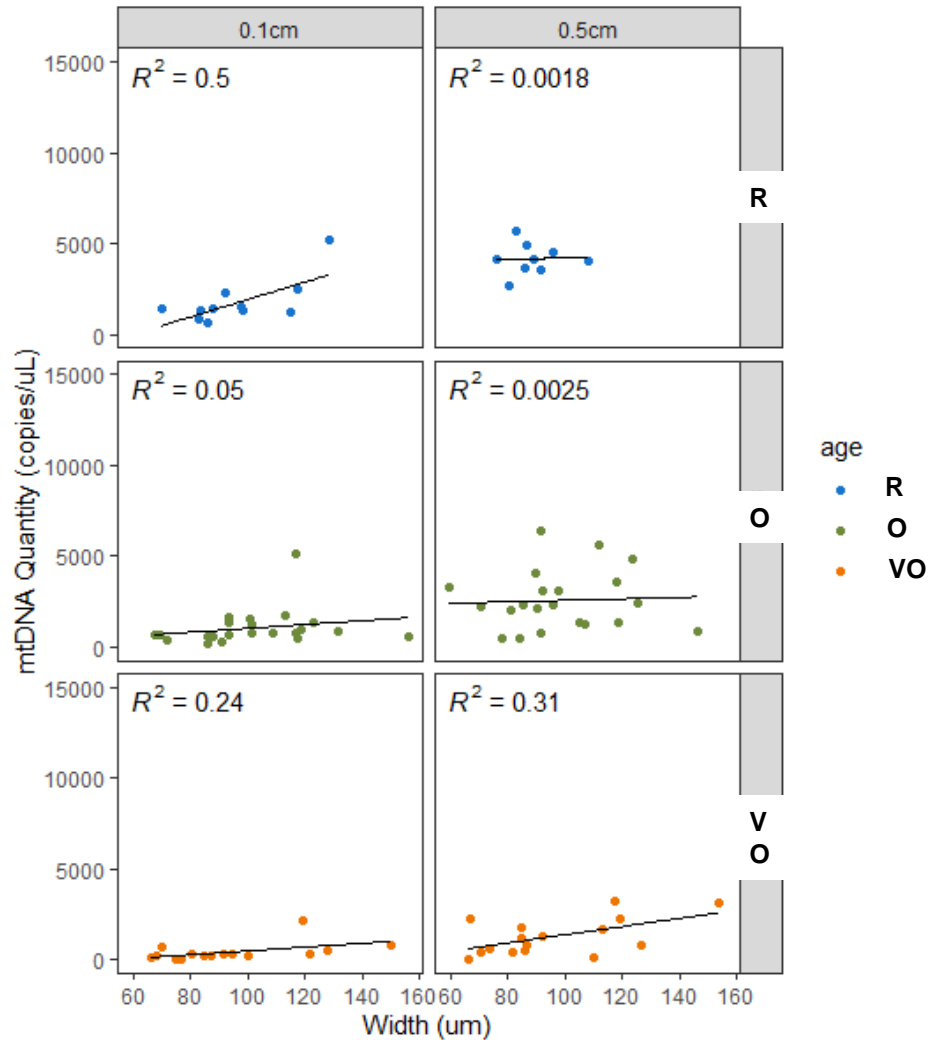 0.1cm 0.5cm
15000
10000
5000
0
R² = 0.5
R² = 0.0018
R
15000
10000
5000
0
R² = 0.05
R² = 0.0025
O
15000
10000
5000
0
R² = 0.24
R² = 0.31
V
O
60 80 100 120 140 160 60 80 100 120 140 160
Width (um)
mtDNA Quantity (copies/uL)
age
R
O
VO